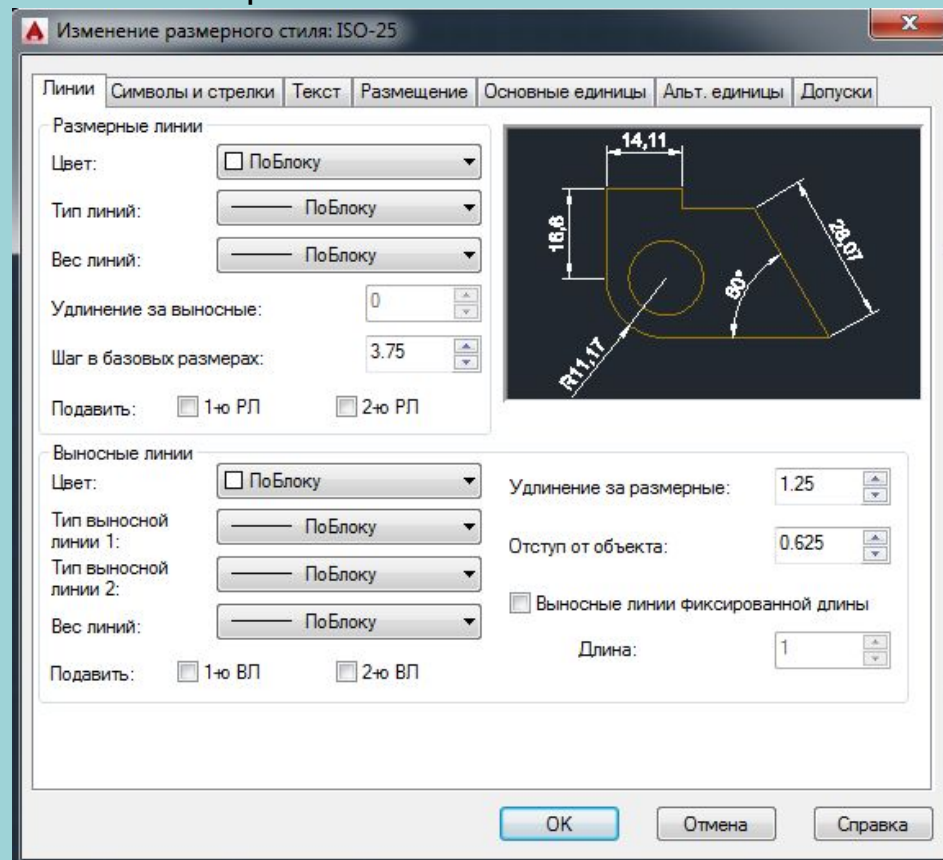 Изменение размерного стиля: ISO-25
Линии Символы и стрелки Текст Размещение Основные единицы Альт. единицы Допуски
Размерные линии
Цвет: ПоБлоку
Тип линий: ПоБлоку
Вес линий: ПоБлоку
Удлинение за выносные: 0
Шаг в базовых размерах: 3.75
Подавить: 1-ю РЛ 2-ю РЛ
14,11
16,6
28,07
60°
R11,17
Выносные линии
Цвет: ПоБлоку
Тип выносной
линии 1: ПоБлоку
Тип выносной
линии 2: ПоБлоку
Вес линий: ПоБлоку
Подавить: 1-ю ВЛ 2-ю ВЛ
Удлинение за размерные: 1.25
Отступ от объекта: 0.625
Выносные линии фиксированной длины
Длина: 1
OK Отмена Справка